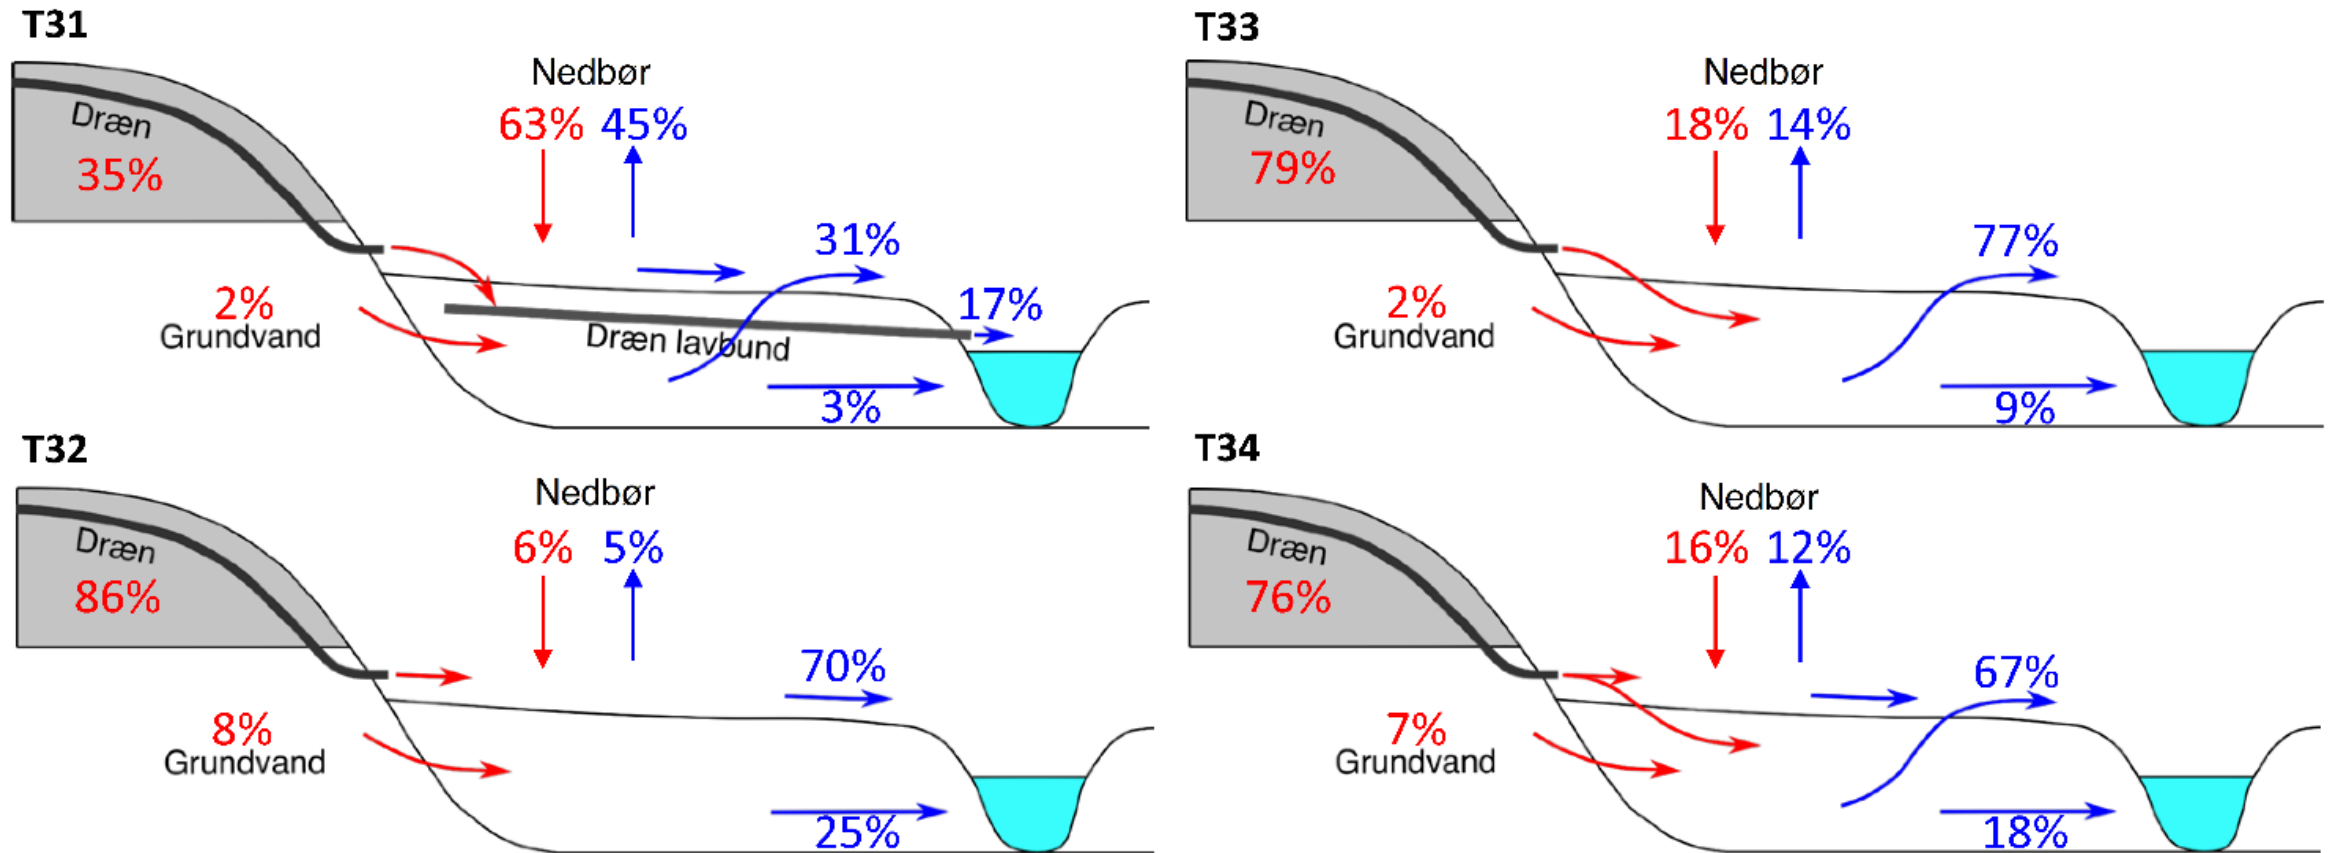 T31
Nedbør
63% 45%
Dræn
35%
31%
2%
Grundvand
17%
Dræn lavbund
3%
T33
Nedbør
18% 14%
Dræn
79%
77%
2%
Grundvand
9%
T32
Nedbør
6% 5%
Dræn
86%
70%
8%
Grundvand
25%
T34
Nedbør
16% 12%
Dræn
76%
67%
7%
Grundvand
18%